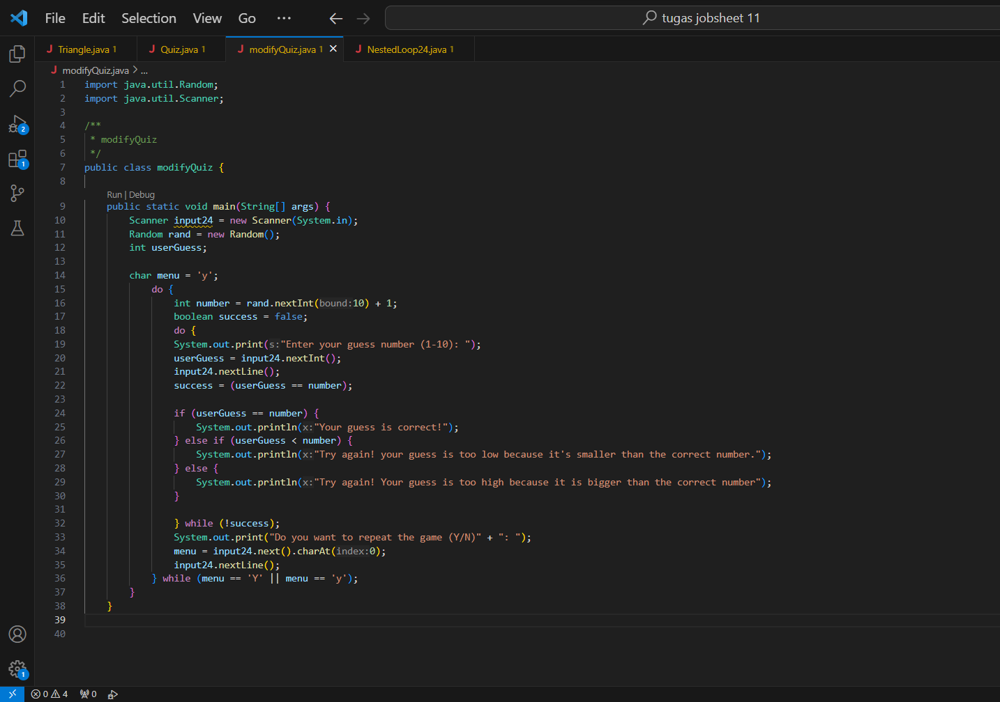 File Edit Selection View Go ··· tugas jobsheet 11
J Triangle.java 1 J Quiz.java 1 J modifyQuiz.java 1 × J NestedLoop24.java 1
J modifyQuiz.java > ...
1 import java.util.Random;
2 import java.util.Scanner;
3
4 /**
5 * modifyQuiz
6 */
7 public class modifyQuiz {
8
Run | Debug
9 public static void main(String[] args) {
10 Scanner input24 = new Scanner(System.in);
11 Random rand = new Random();
12 int userGuess;
13
14 char menu = 'y';
15 do {
16 int number = rand.nextInt(bound:10) + 1;
17 boolean success = false;
18 do {
19 System.out.print(s:"Enter your guess number (1-10): ");
20 userGuess = input24.nextInt();
21 input24.nextLine();
22 success = (userGuess == number);
23
24 if (userGuess == number) {
25 System.out.println(x:"Your guess is correct!");
26 } else if (userGuess < number) {
27 System.out.println(x:"Try again! your guess is too low because it's smaller than the correct number.");
28 } else {
29 System.out.println(x:"Try again! Your guess is too high because it is bigger than the correct number");
30 }
31
32 } while (!success);
33 System.out.print("Do you want to repeat the game (Y/N)" + ": ");
34 menu = input24.next().charAt(index:0);
35 input24.nextLine();
36 } while (menu == 'Y' || menu == 'y');
37 }
38 }
39
40
2
1
1
0 4 0